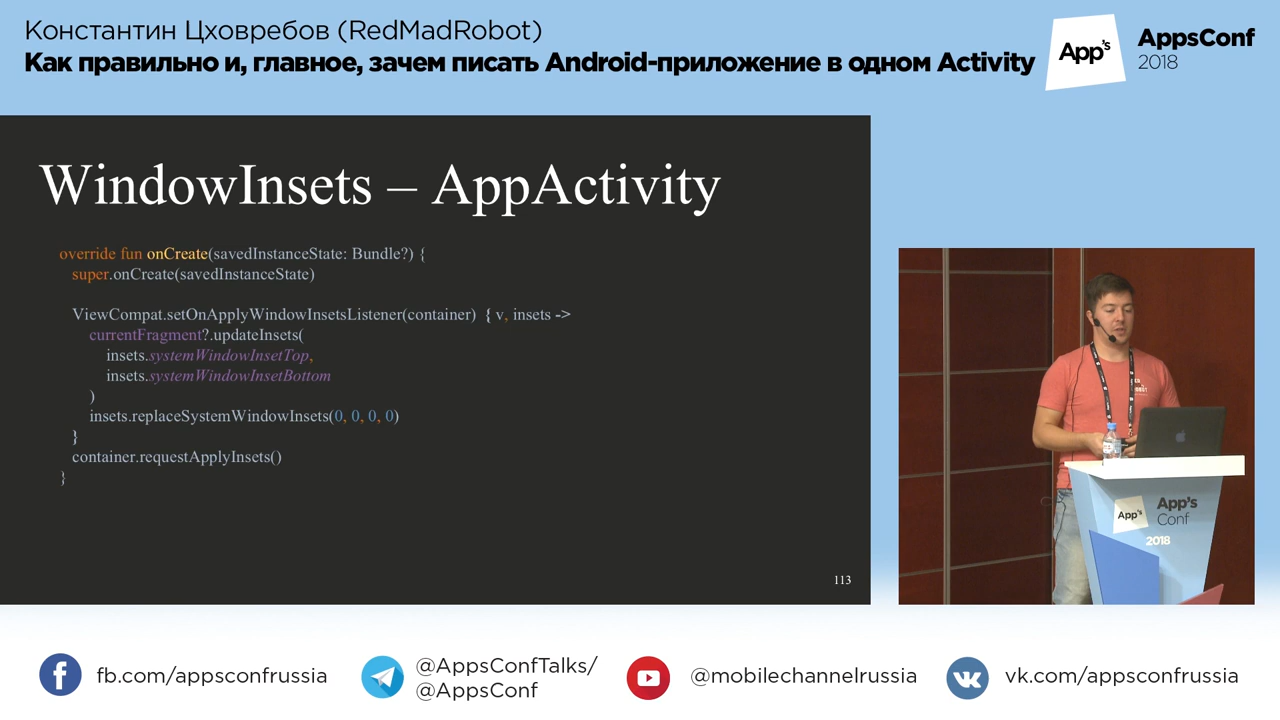 Константин Цховребов (RedMadRobot)
Как правильно и, главное, зачем писать Android-приложение в одном Activity
App's
AppsConf
2018
WindowInsets – AppActivity
override fun onCreate(savedInstanceState: Bundle?) {
super.onCreate(savedInstanceState)
ViewCompat.setOnApplyWindowInsetsListener(container) { v, insets ->
currentFragment?.updateInsets(
insets.systemWindowInsetTop,
insets.systemWindowInsetBottom
)
insets.replaceSystemWindowInsets(0, 0, 0, 0)
}
container.requestApplyInsets()
}
113
App's
App's
Conf
2018
fb.com/appsconfrussia
@AppsConfTalks/
@AppsConf
@mobilechannelrussia
vk.com/appsconfrussia